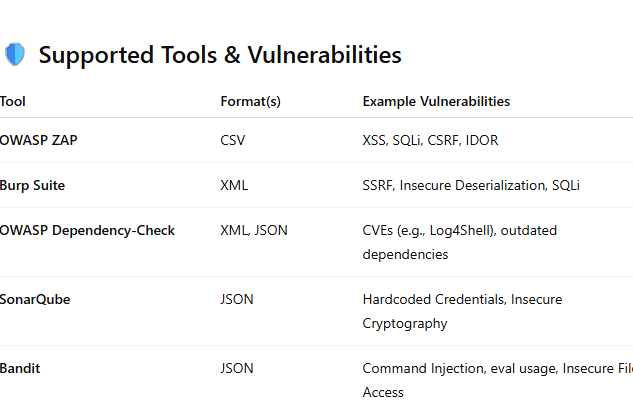 Supported Tools & Vulnerabilities
Tool Format(s) Example Vulnerabilities
OWASP ZAP CSV XSS, SQLi, CSRF, IDOR
Burp Suite XML SSRF, Insecure Deserialization, SQLi
OWASP Dependency-Check XML, JSON CVEs (e.g., Log4Shell), outdated
dependencies
SonarQube JSON Hardcoded Credentials, Insecure
Cryptography
Bandit JSON Command Injection, eval usage, Insecure
Access